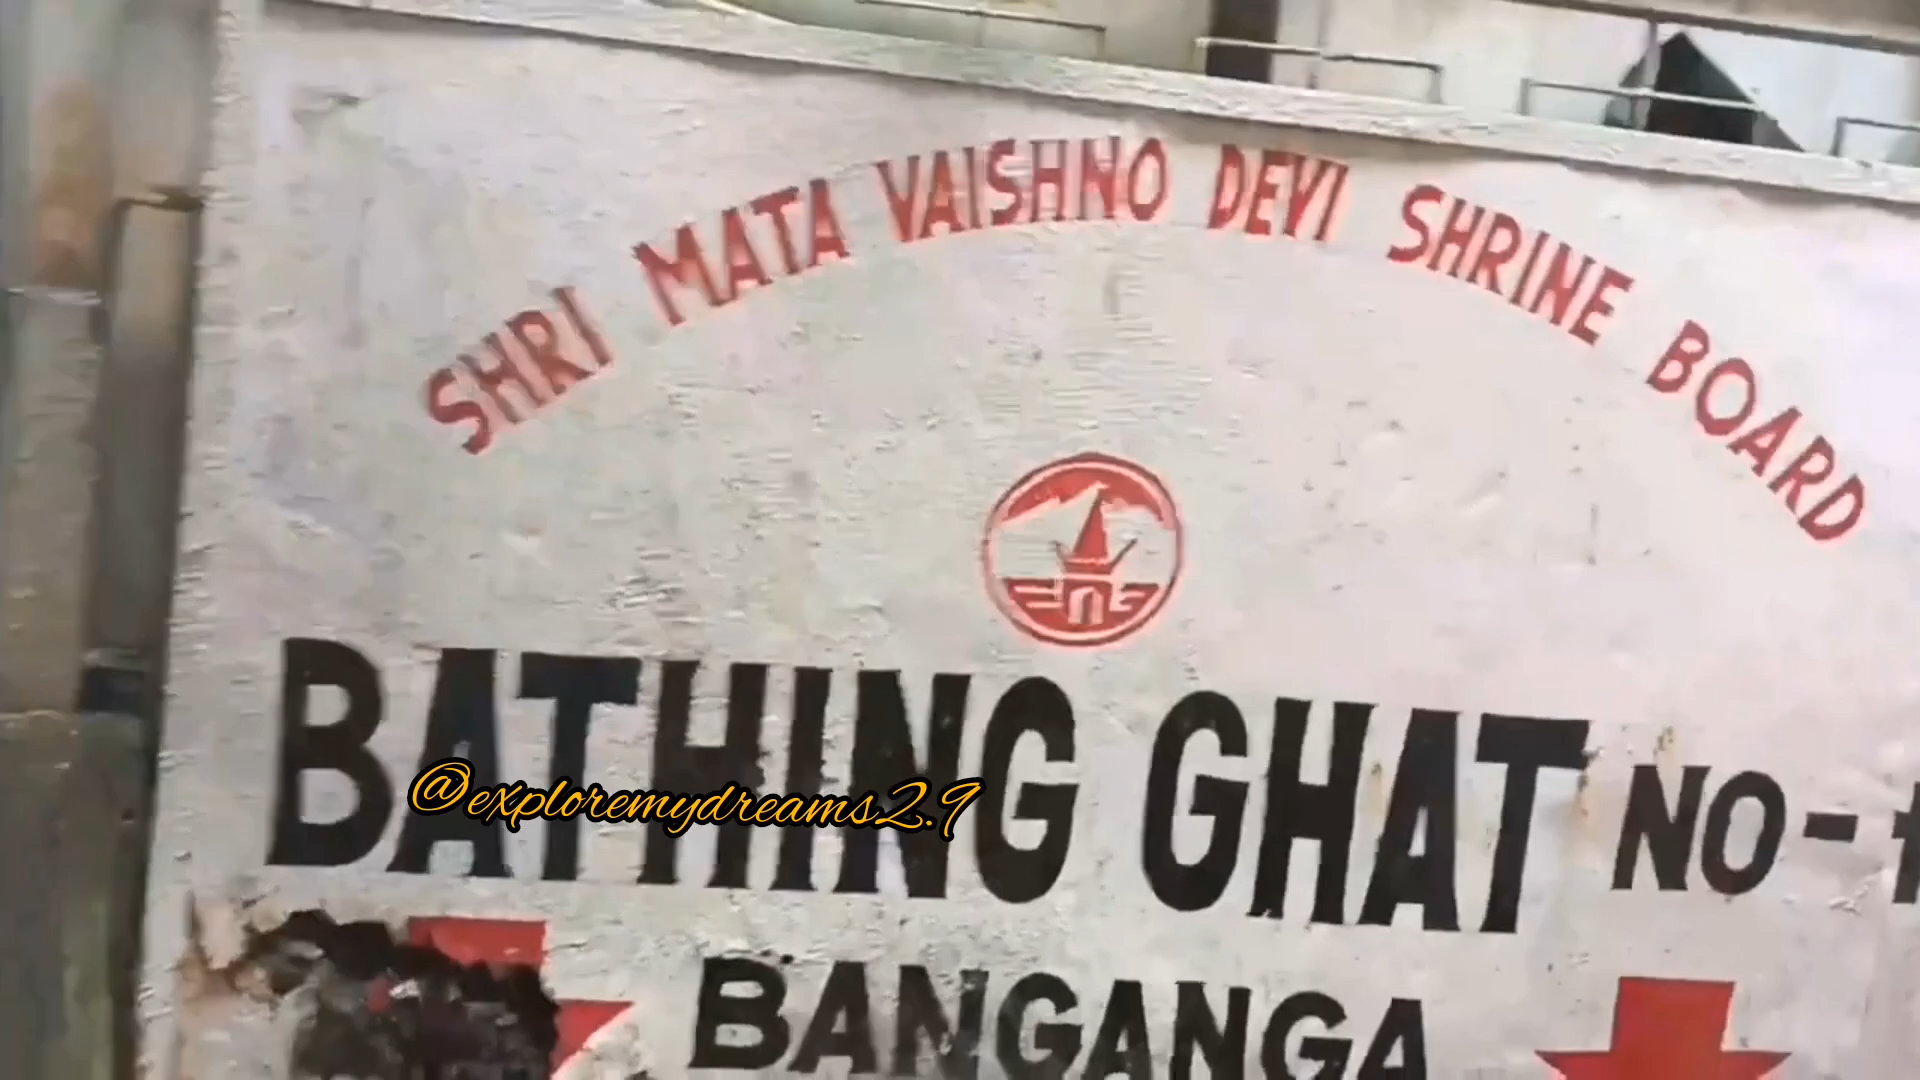 SHRI MATA VAISHNO DEVI SHRINE BOARD
BATHING GHAT NO-
@exploremydreams2.9
BANGANGA